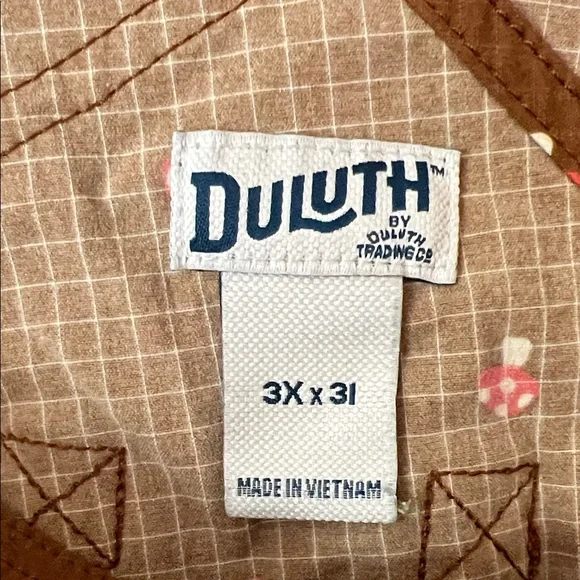 DULUTH™
BY
DULUTH
TRADING Co
3X x 31
MADE IN VIETNAM